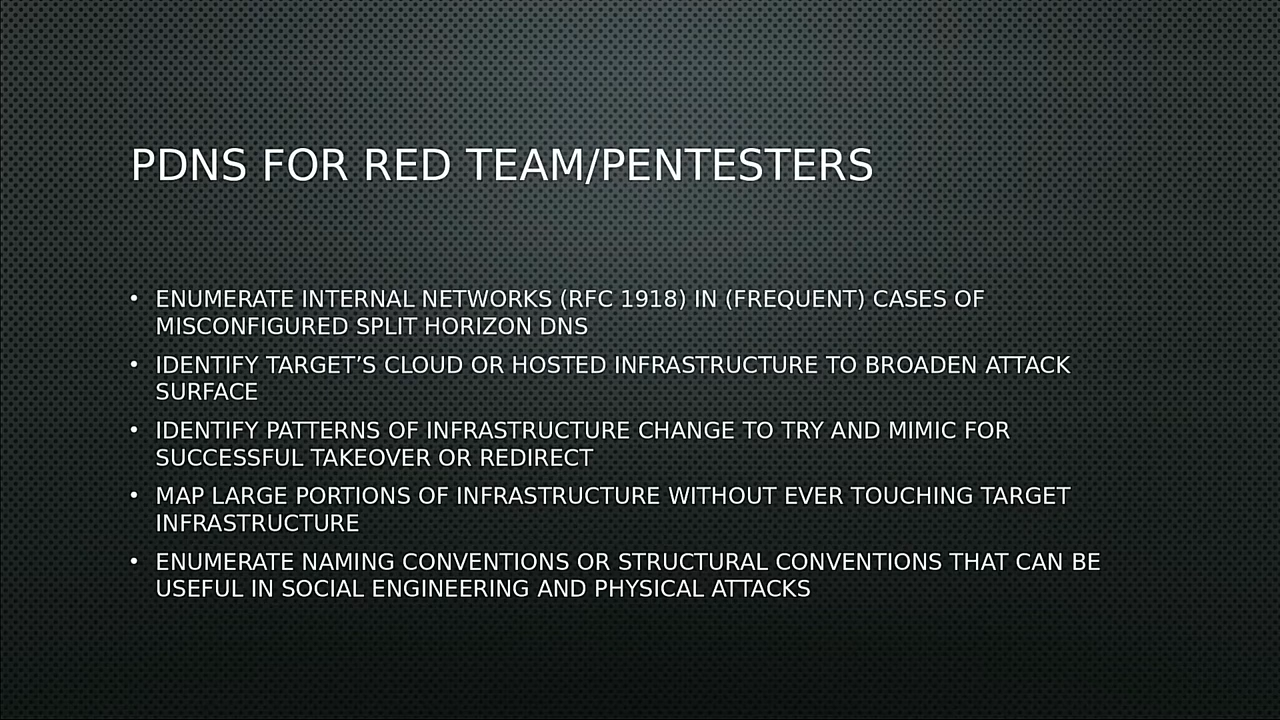 PDNS FOR RED TEAM/PENTESTERS
• ENUMERATE INTERNAL NETWORKS (RFC 1918) IN (FREQUENT) CASES OF
MISCONFIGURED SPLIT HORIZON DNS
• IDENTIFY TARGET’S CLOUD OR HOSTED INFRASTRUCTURE TO BROADEN ATTACK
SURFACE
• IDENTIFY PATTERNS OF INFRASTRUCTURE CHANGE TO TRY AND MIMIC FOR
SUCCESSFUL TAKEOVER OR REDIRECT
• MAP LARGE PORTIONS OF INFRASTRUCTURE WITHOUT EVER TOUCHING TARGET
INFRASTRUCTURE
• ENUMERATE NAMING CONVENTIONS OR STRUCTURAL CONVENTIONS THAT CAN BE
USEFUL IN SOCIAL ENGINEERING AND PHYSICAL ATTACKS